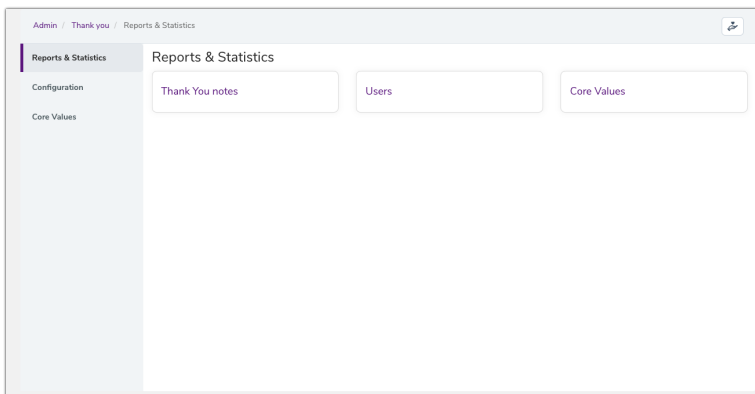 Admin / Thank you / Reports & Statistics
Reports & Statistics
Configuration
Core Values
Reports & Statistics
Thank You notes
Users
Core Values